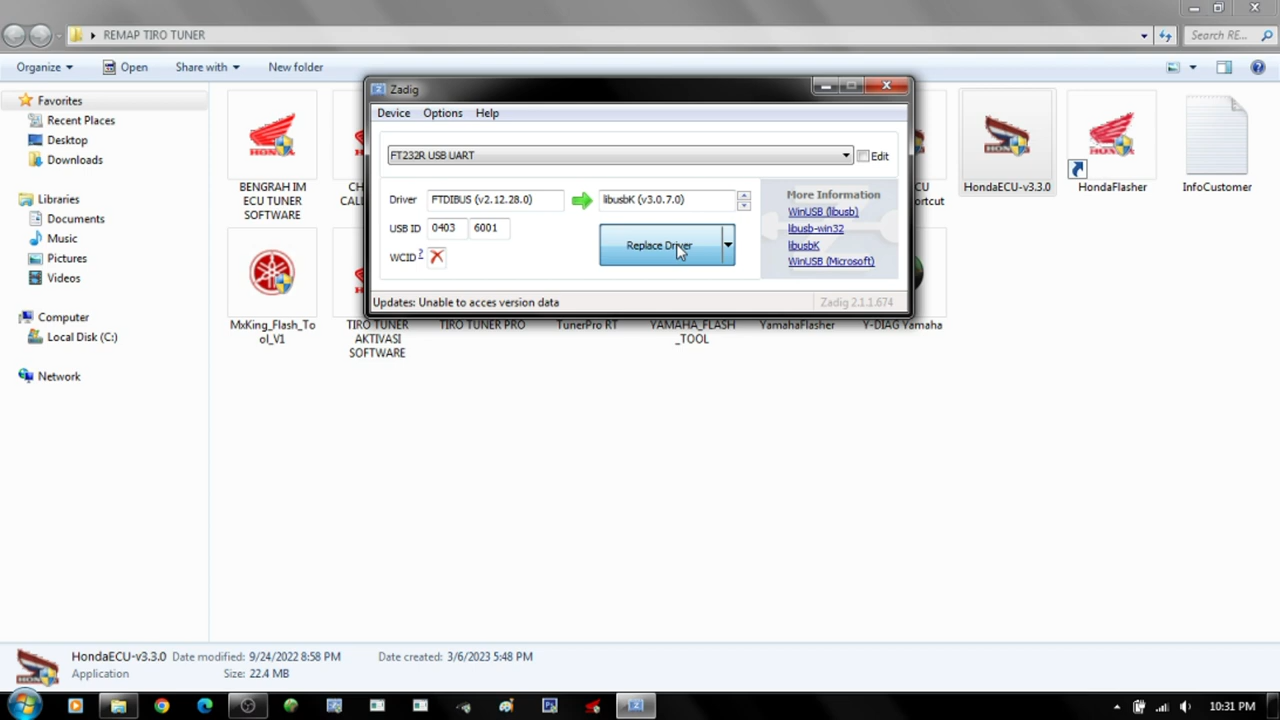 REMAP TIRO TUNER
Search RE...
Organize
Open
Share with
New folder
Favorites
Recent Places
Desktop
Downloads
Libraries
Documents
Music
Pictures
Videos
Computer
Local Disk (C:)
Network
BENGRAH IM
ECU TUNER
SOFTWARE
HondaECU-v3.3.0
HondaFlasher
InfoCustomer
MxKing_Flash_To
ol_V1
TIRO TUNER
AKTIVASI
SOFTWARE
TIRO TUNER PRO
TunerPro RT
YAMAHA_FLASH
_TOOL
YamahaFlasher
Y-DIAG Yamaha
Zadig
Device
Options
Help
FT232R USB UART
Edit
Driver
FTDIBUS (v2.12.28.0)
libusbK (v3.0.7.0)
USB ID
0403
6001
WCID ?
Replace Driver
More Information
WinUSB (libusb)
libusb-win32
libusbK
WinUSB (Microsoft)
Updates: Unable to acces version data
Zadig 2.1.1.674
HondaECU-v3.3.0 Date modified: 9/24/2022 8:58 PM Date created: 3/6/2023 5:48 PM
Application Size: 22.4 MB
10:31 PM